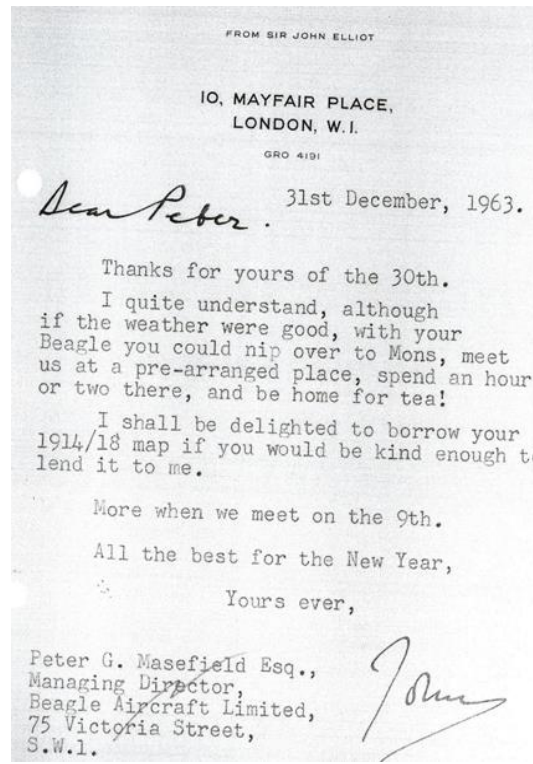 FROM SIR JOHN ELLIOT
10, MAYFAIR PLACE,
LONDON, W.1.
GRO 4191
31st December, 1963.
Dear Peter.
Thanks for yours of the 30th.
I quite understand, although
if the weather were good, with your
Beagle you could nip over to Mons, meet
us at a pre-arranged place, spend an hour
or two there, and be home for tea!
I shall be delighted to borrow your
1914/18 map if you would be kind enough t
lend it to me.
More when we meet on the 9th.
All the best for the New Year,
Yours ever,
John
Peter G. Masefield Esq.,
Managing Director,
Beagle Aircraft Limited,
75 Victoria Street,
S.W.1.